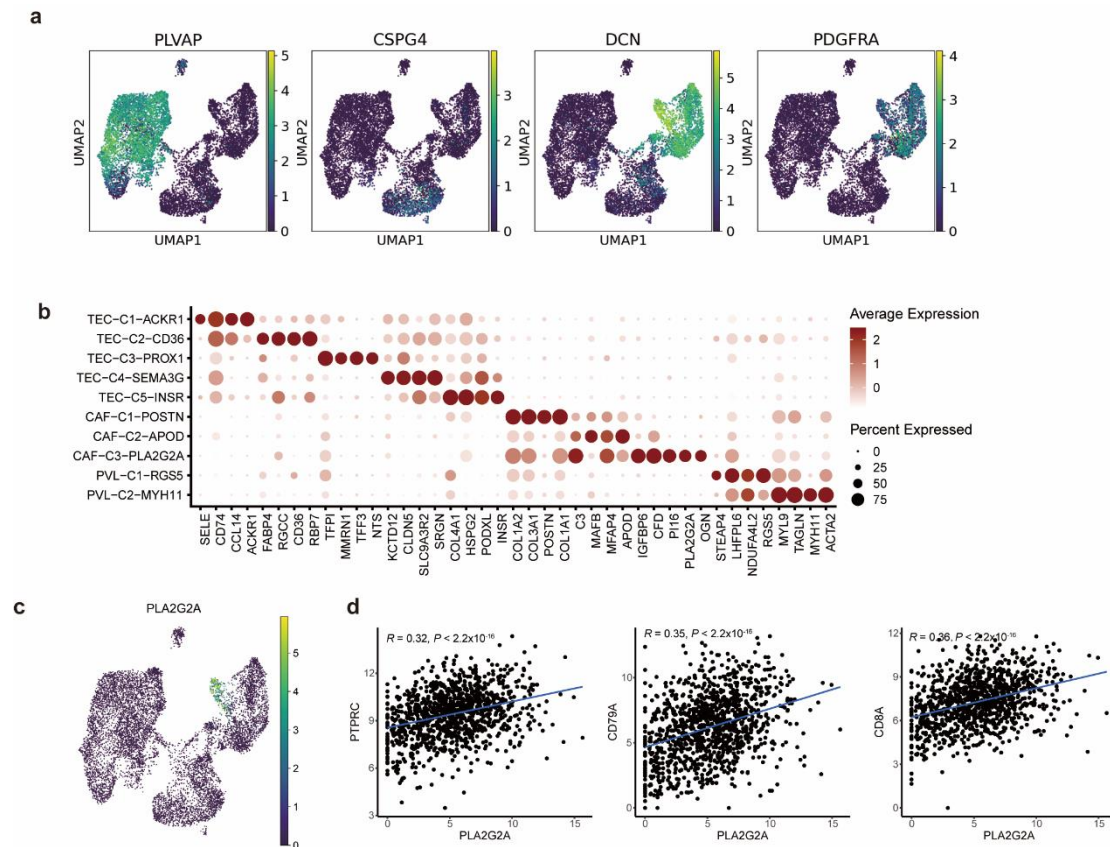 a
PLVAP CSPG4 DCN PDGFRA
5 4 3 2 1 0
3 2 1 0
5 4 3 2 1 0
4 3 2 1 0
UMAP2 UMAP2 UMAP2 UMAP2
UMAP1 UMAP1 UMAP1 UMAP1
b
TEC-C1-ACKR1
TEC-C2-CD36
TEC-C3-PROX1
TEC-C4-SEMA3G
TEC-C5-INSR
CAF-C1-POSTN
CAF-C2-APOD
CAF-C3-PLA2G2A
PVL-C1-RGS5
PVL-C2-MYH11
SELE CD74 CCL14 ACKR1 FABP4 RGCC CD36 RBP7 TFPI MMRN1 TFF3 NTS KCTD12 CLDN5 SLC9A3R2 SRGN COL4A1 HSPG2 PODXL INSR COL1A2 COL3A1 POSTN COL1A1 C3 MAFB MFAP4 APOD IGFBP6 CFD PI16 PLA2G2A OGN STEAP4 LHFPL6 NDUFA4L2 RGS5 MYL9 TAGLN MYH11 ACTA2
Average Expression
2
1
0
Percent Expressed
0
25
50
75
c
PLA2G2A
5
4
3
2
1
0
d
R = 0.32, P < 2.2x10-16
PTPRC
12
9
6
3
0 5 10 15
PLA2G2A
R = 0.35, P < 2.2x10-16
CD79A
10
5
0
0 5 10 15
PLA2G2A
R = 0.36, P < 2.2x10-16
CD8A
12
8
4
0
0 5 10 15
PLA2G2A